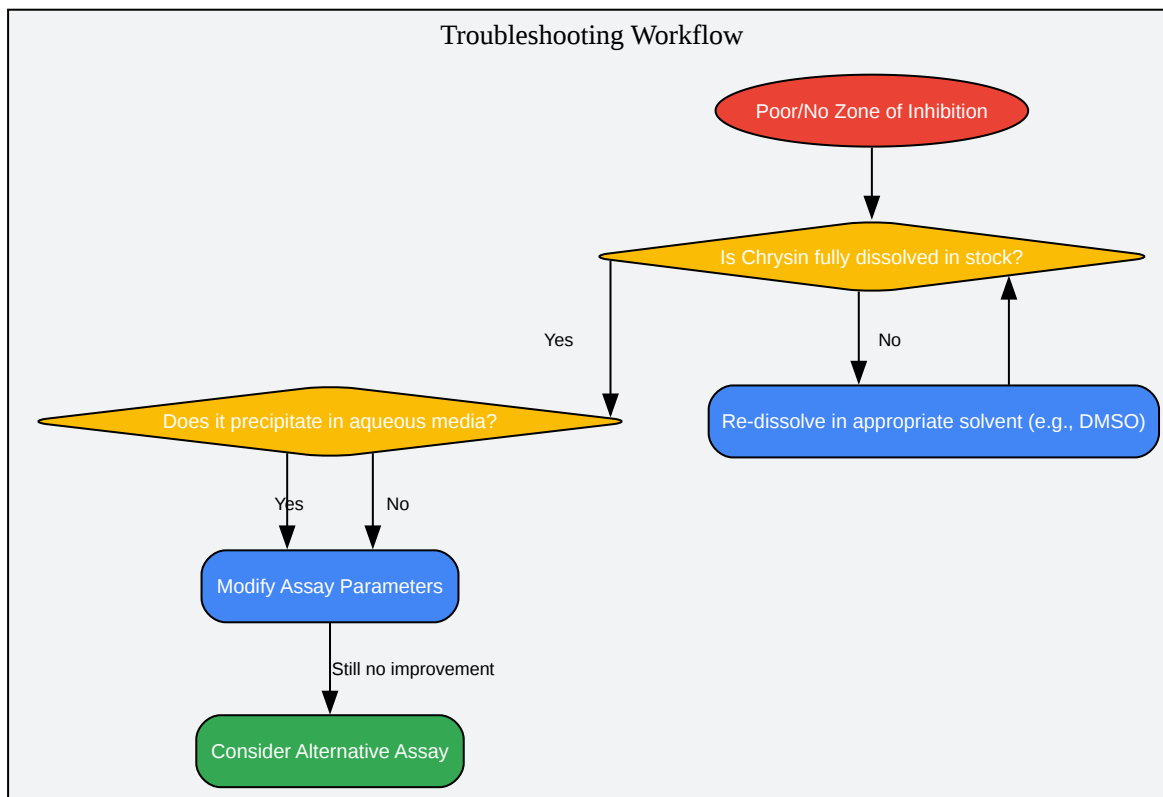 Troubleshooting Workflow
Poor/No Zone of Inhibition
Is Chrysin fully dissolved in stock?
Yes
No
Does it precipitate in aqueous media?
Re-dissolve in appropriate solvent (e.g., DMSO)
Yes
No
Modify Assay Parameters
Still no improvement
Consider Alternative Assay